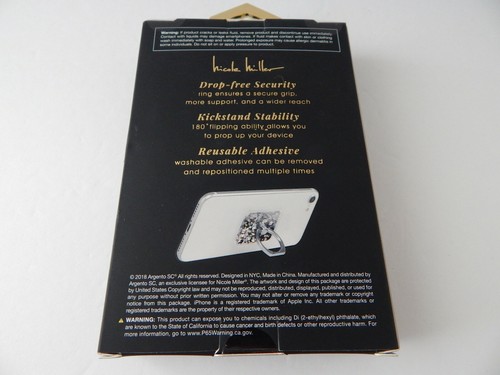 Warning: If product cracks or leaks fluid, remove product and discontinue use immediately.
Contact with liquids may damage smartphones. If fluid makes contact with skin or clothing
wash immediately with soap and water. Prolonged exposure may cause allergic dermatitis in
some individuals. Do not sit on or apply pressure to product.
nicole miller
Drop-free Security
ring ensures a secure grip,
more support, and a wider reach
Kickstand Stability
180°flipping ability allows you
to prop up your device
Reusable Adhesive
washable adhesive can be removed
and repositioned multiple times
© 2018 Argento SC® All rights reserved. Designed in NYC, Made in China. Manufactured and distributed by
Argento SC, an exclusive licensee for Nicole Miller®. The artwork and design of this package are protected
by United States Copyright law and may not be reproduced, distributed, displayed, published, or used for
any purpose without prior written permission. You may not alter or remove any trademark, copyright or
notice from this package. iPhone is a registered trademark of Apple Inc. All other trademarks or
registered trademarks are the property of their respective owners.
WARNING: This product can expose you to chemicals including Di (2-ethylhexyl) phthalate, which
are known to the State of California to cause cancer and birth defects or other reproductive harm. For
more information, go to www.P65Warning.ca.gov.